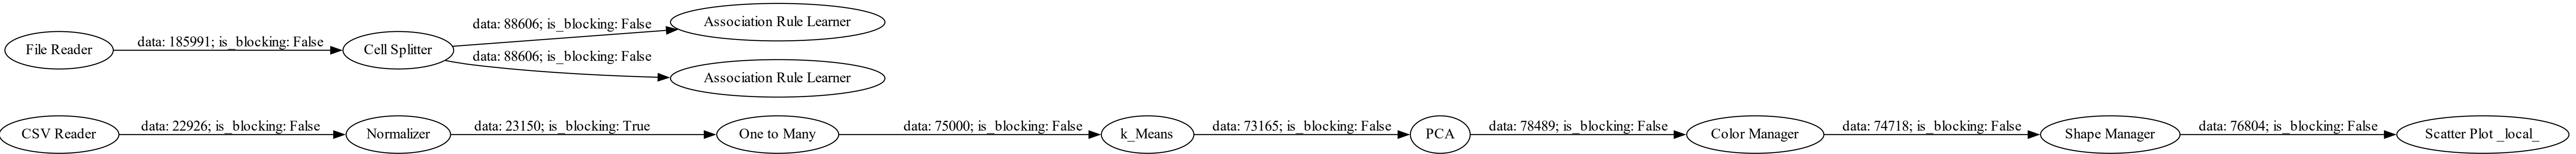 File Reader
data: 185991; is_blocking: False
Cell Splitter
data: 88606; is_blocking: False
Association Rule Learner
data: 88606; is_blocking: False
Association Rule Learner
CSV Reader
data: 22926; is_blocking: False
Normalizer
data: 23150; is_blocking: True
One to Many
data: 75000; is_blocking: False
k_Means
data: 73165; is_blocking: False
PCA
data: 78489; is_blocking: False
Color Manager
data: 74718; is_blocking: False
Shape Manager
data: 76804; is_blocking: False
Scatter Plot _local_